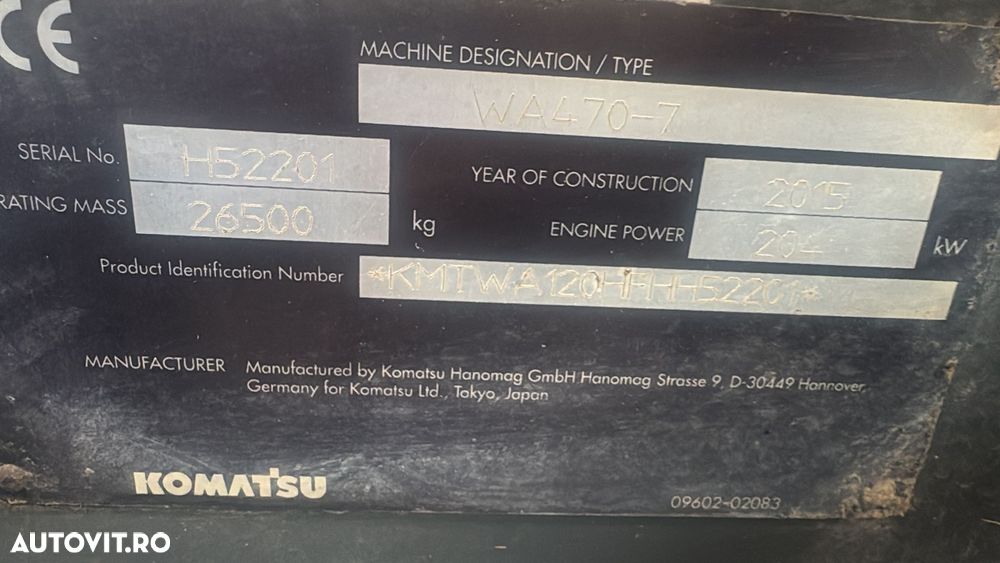 CE
MACHINE DESIGNATION / TYPE
WA470-7
SERIAL No.
H52201
YEAR OF CONSTRUCTION
2015
RATING MASS
26500
kg
ENGINE POWER
204
kW
Product Identification Number
*KMTWA120HFHH52201*
MANUFACTURER
Manufactured by Komatsu Hanomag GmbH Hanomag Strasse 9, D-30449 Hannover,
Germany for Komatsu Ltd., Tokyo, Japan
KOMATSU
09602-02083
AUTOVIT.RO